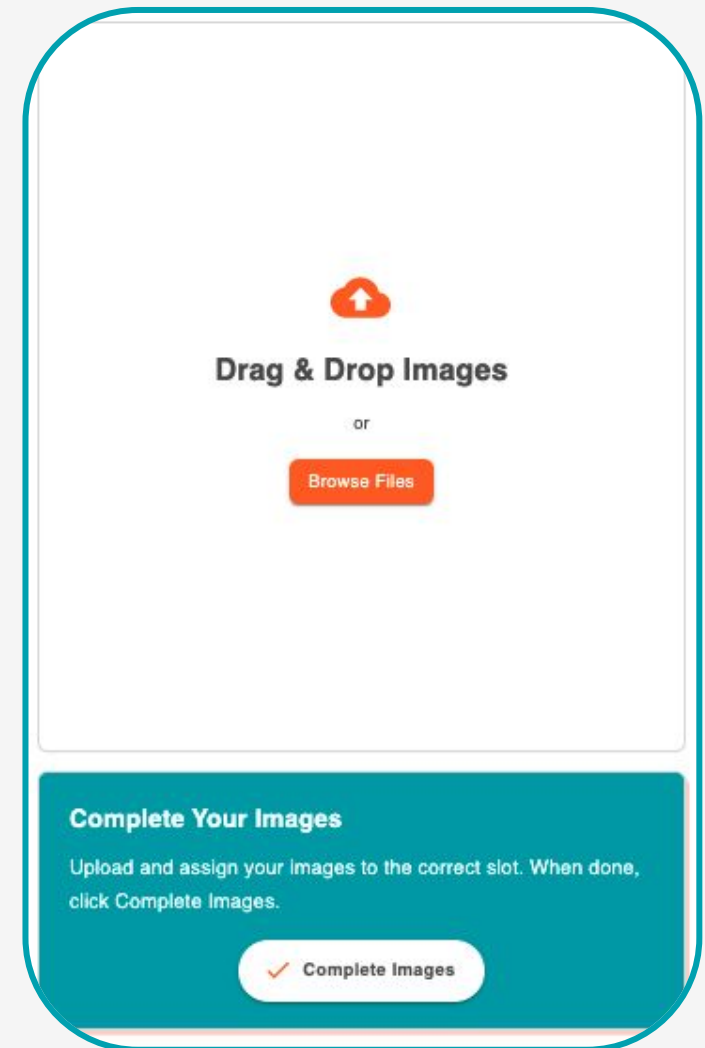 Drag & Drop Images
or
Browse Files
Complete Your Images
Upload and assign your images to the correct slot. When done,
click Complete Images.
Complete Images